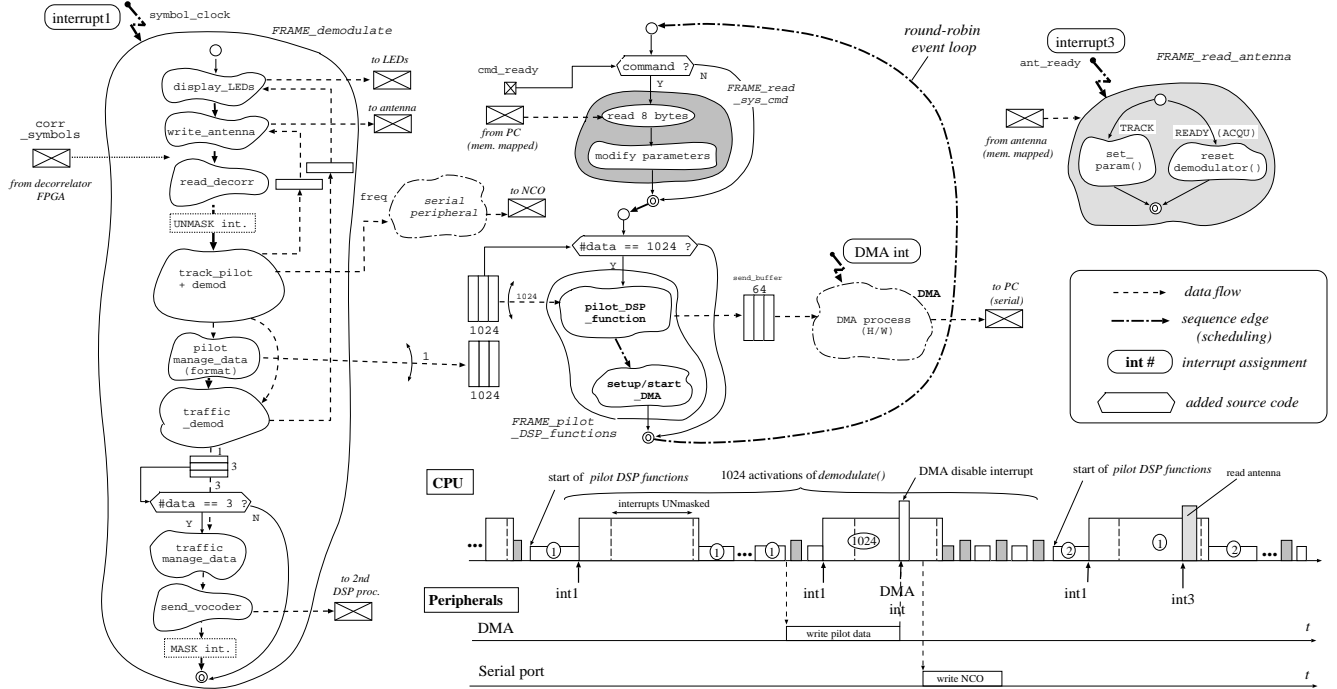 interrupt1
symbol_clock
FRAME_demodulate
display_LEDs
to LEDs
write_antenna
to antenna
corr
_symbols
from decorrelator
FPGA
read_decorr
UNMASK int.
track_pilot
+ demod
freq
serial
peripheral
to NCO
pilot
manage_data
(format)
1
1024
traffic
_demod
1
3
3
#data == 3 ?
Y
N
traffic
manage_data
send_vocoder
to 2nd
DSP proc.
MASK int.
cmd_ready
command ?
Y
N
FRAME_read
_sys_cmd
from PC
(mem. mapped)
read 8 bytes
modify parameters
round-robin
event loop
#data == 1024 ?
Y
1024
1024
pilot_DSP
_function
setup/start
_DMA
FRAME_pilot
_DSP_functions
send_buffer
64
DMA int
DMA
DMA process
(H/W)
to PC
(serial)
interrupt3
ant_ready
FRAME_read_antenna
from antenna
(mem. mapped)
TRACK
READY (ACQU)
set_
param()
reset
demodulator()
data flow
sequence edge
(scheduling)
int #
interrupt assignment
added source code
CPU
start of pilot DSP functions
1024 activations of demodulate()
DMA disable interrupt
start of pilot DSP functions
read antenna
interrupts UNmasked
•••
1
1
•••
1
1024
2
1
2
•••
int1
int1
DMA
int
int1
int3
Peripherals
DMA
write pilot data
t
Serial port
write NCO
t